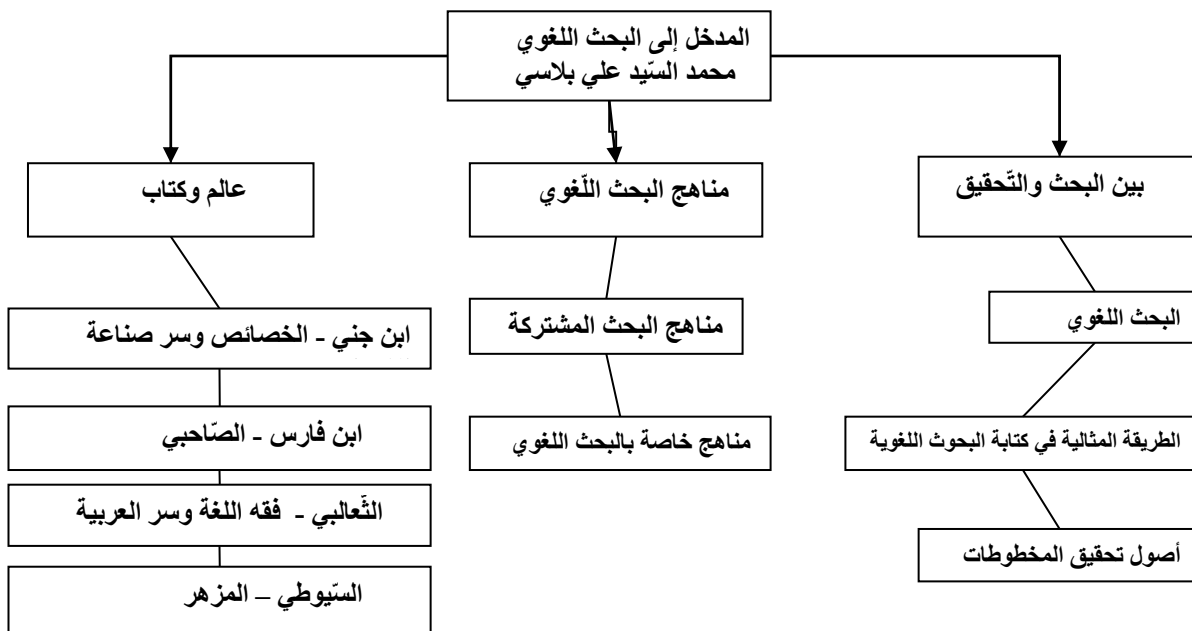 المدخل إلى البحث اللغوي
محمد السّيد علي بلاسي
بين البحث والتّحقيق
مناهج البحث اللّغوي
عالم وكتاب
البحث اللغوي
الطريقة المثالية في كتابة البحوث اللغوية
أصول تحقيق المخطوطات
مناهج البحث المشتركة
مناهج خاصة بالبحث اللغوي
ابن جني - الخصائص وسر صناعة
ابن فارس - الصّاحبي
الثّعالبي - فقه اللغة وسر العربية
السّيوطي – المزهر